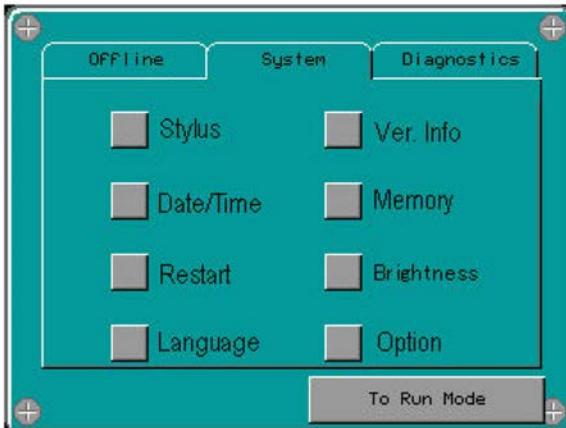 Offline System Diagnostics
Stylus Ver. Info
Date/Time Memory
Restart Brightness
Language Option
To Run Mode